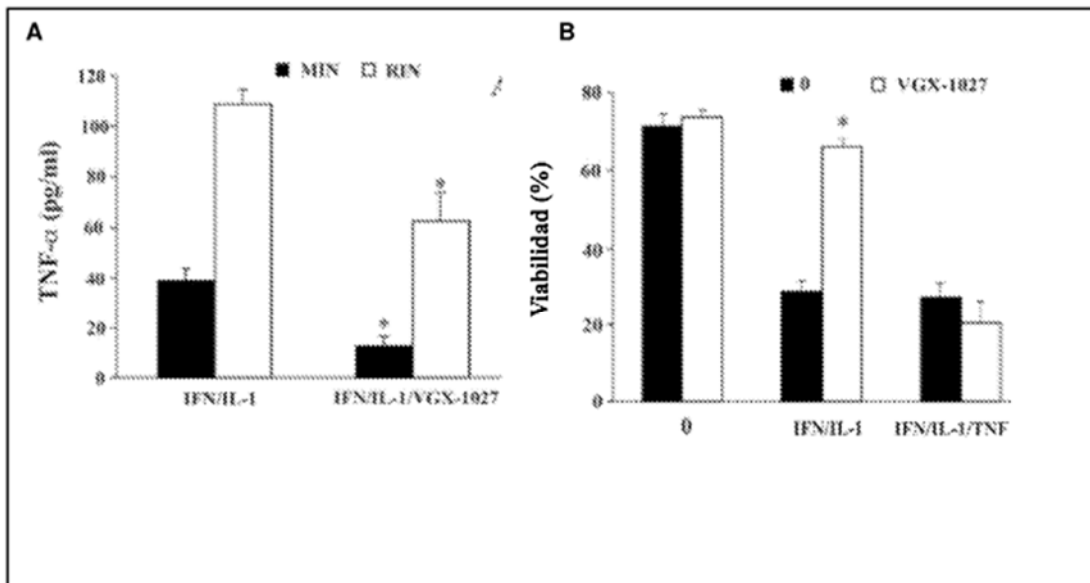 A
MIN RIN
TNF-α (pg/ml)
120
100
80
60
40
20
0
*
*
IFN/IL-1 IFN/IL-1/VGX-1027
B
0 VGX-1027
Viabilidad (%)
80
60
40
20
0
*
0 IFN/IL-1 IFN/IL-1/TNF